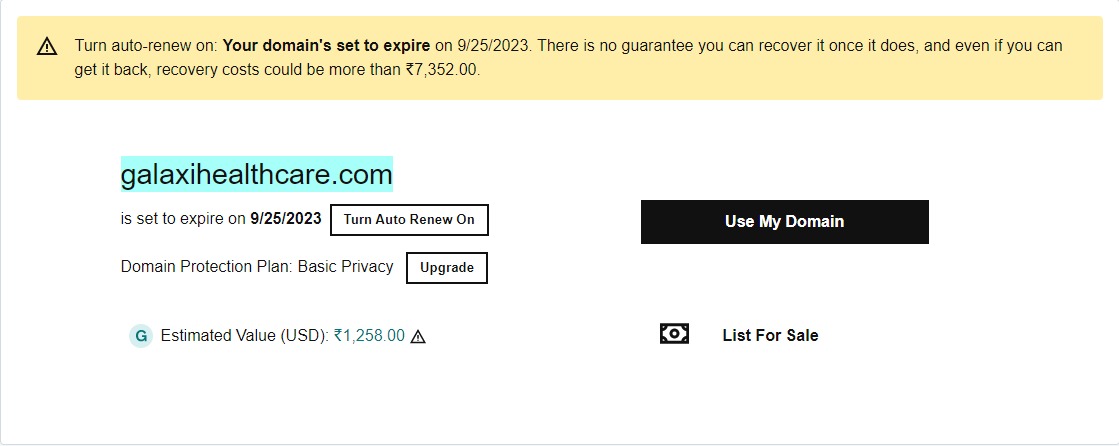 Turn auto-renew on: Your domain's set to expire on 9/25/2023. There is no guarantee you can recover it once it does, and even if you can
get it back, recovery costs could be more than ₹7,352.00.
galaxihealthcare.com
is set to expire on 9/25/2023 Turn Auto Renew On
Use My Domain
Domain Protection Plan: Basic Privacy Upgrade
G Estimated Value (USD): ₹1,258.00
List For Sale